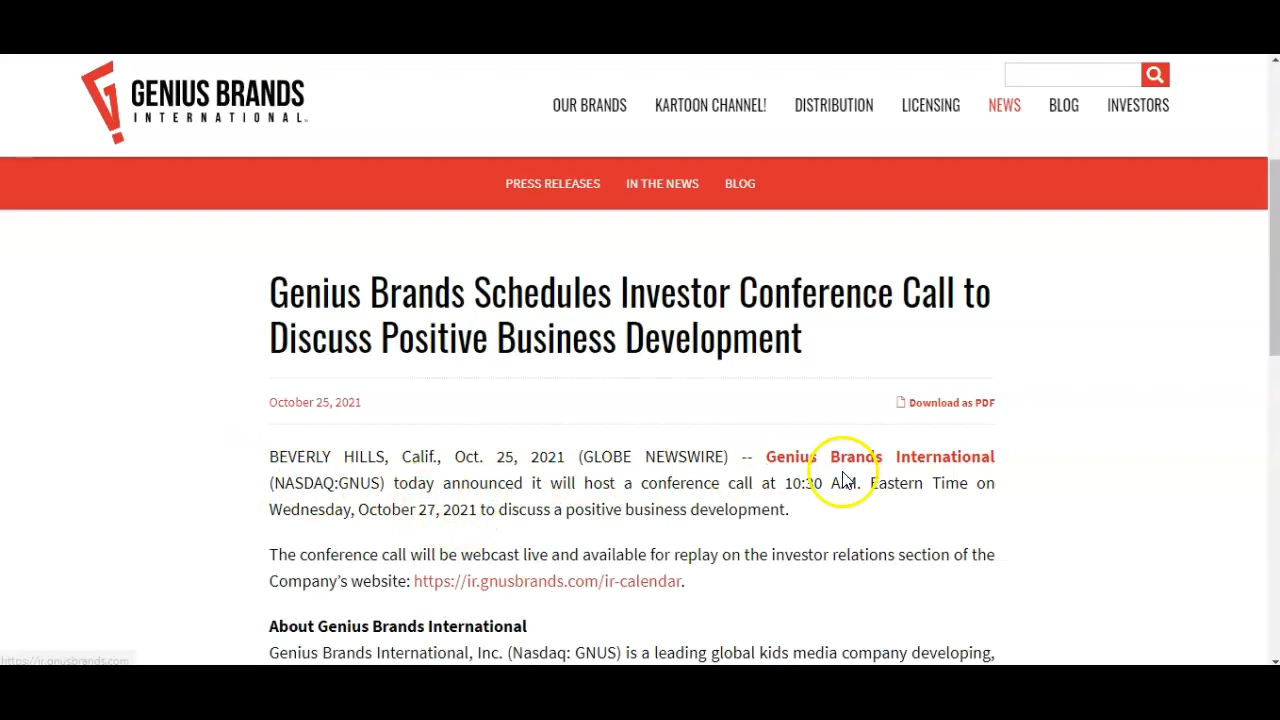 GENIUS BRANDS
INTERNATIONAL
OUR BRANDS KARTOON CHANNEL! DISTRIBUTION LICENSING NEWS BLOG INVESTORS
PRESS RELEASES IN THE NEWS BLOG
Genius Brands Schedules Investor Conference Call to
Discuss Positive Business Development
October 25, 2021 Download as PDF
BEVERLY HILLS, Calif., Oct. 25, 2021 (GLOBE NEWSWIRE) -- Genius Brands International
(NASDAQ:GNUS) today announced it will host a conference call at 10:30 A.M. Eastern Time on
Wednesday, October 27, 2021 to discuss a positive business development.
The conference call will be webcast live and available for replay on the investor relations section of the
Company's website: https://ir.gnusbrands.com/ir-calendar.
About Genius Brands International
Genius Brands International, Inc. (Nasdaq: GNUS) is a leading global kids media company developing,
https://ir.gnusbrands.com